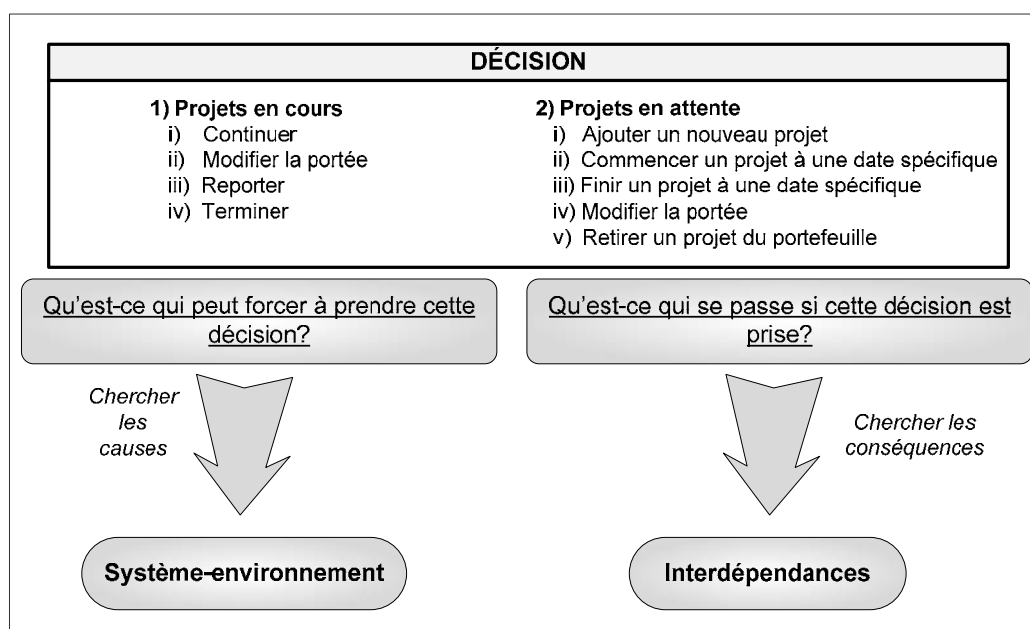 DÉCISION
1) Projets en cours
i) Continuer
ii) Modifier la portée
iii) Reporter
iv) Terminer
2) Projets en attente
i) Ajouter un nouveau projet
ii) Commencer un projet à une date spécifique
iii) Finir un projet à une date spécifique
iv) Modifier la portée
v) Retirer un projet du portefeuille
Qu'est-ce qui peut forcer à prendre cette
décision?
Qu'est-ce qui se passe si cette décision est
prise?
Chercher
les
causes
Chercher les
conséquences
Système-environnement
Interdépendances